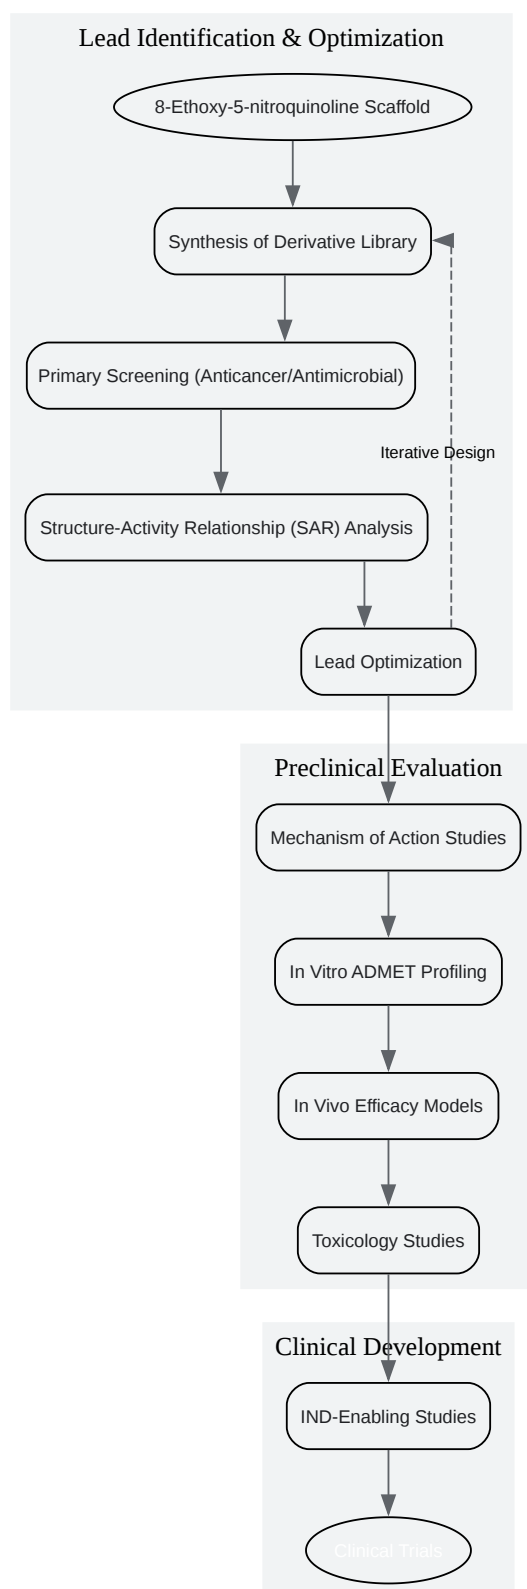 Lead Identification & Optimization
8-Ethoxy-5-nitroquinoline Scaffold
Synthesis of Derivative Library
Primary Screening (Anticancer/Antimicrobial)
Iterative Design
Structure-Activity Relationship (SAR) Analysis
Lead Optimization
Preclinical Evaluation
Mechanism of Action Studies
In Vitro ADMET Profiling
In Vivo Efficacy Models
Toxicology Studies
Clinical Development
IND-Enabling Studies
Clinical Trials